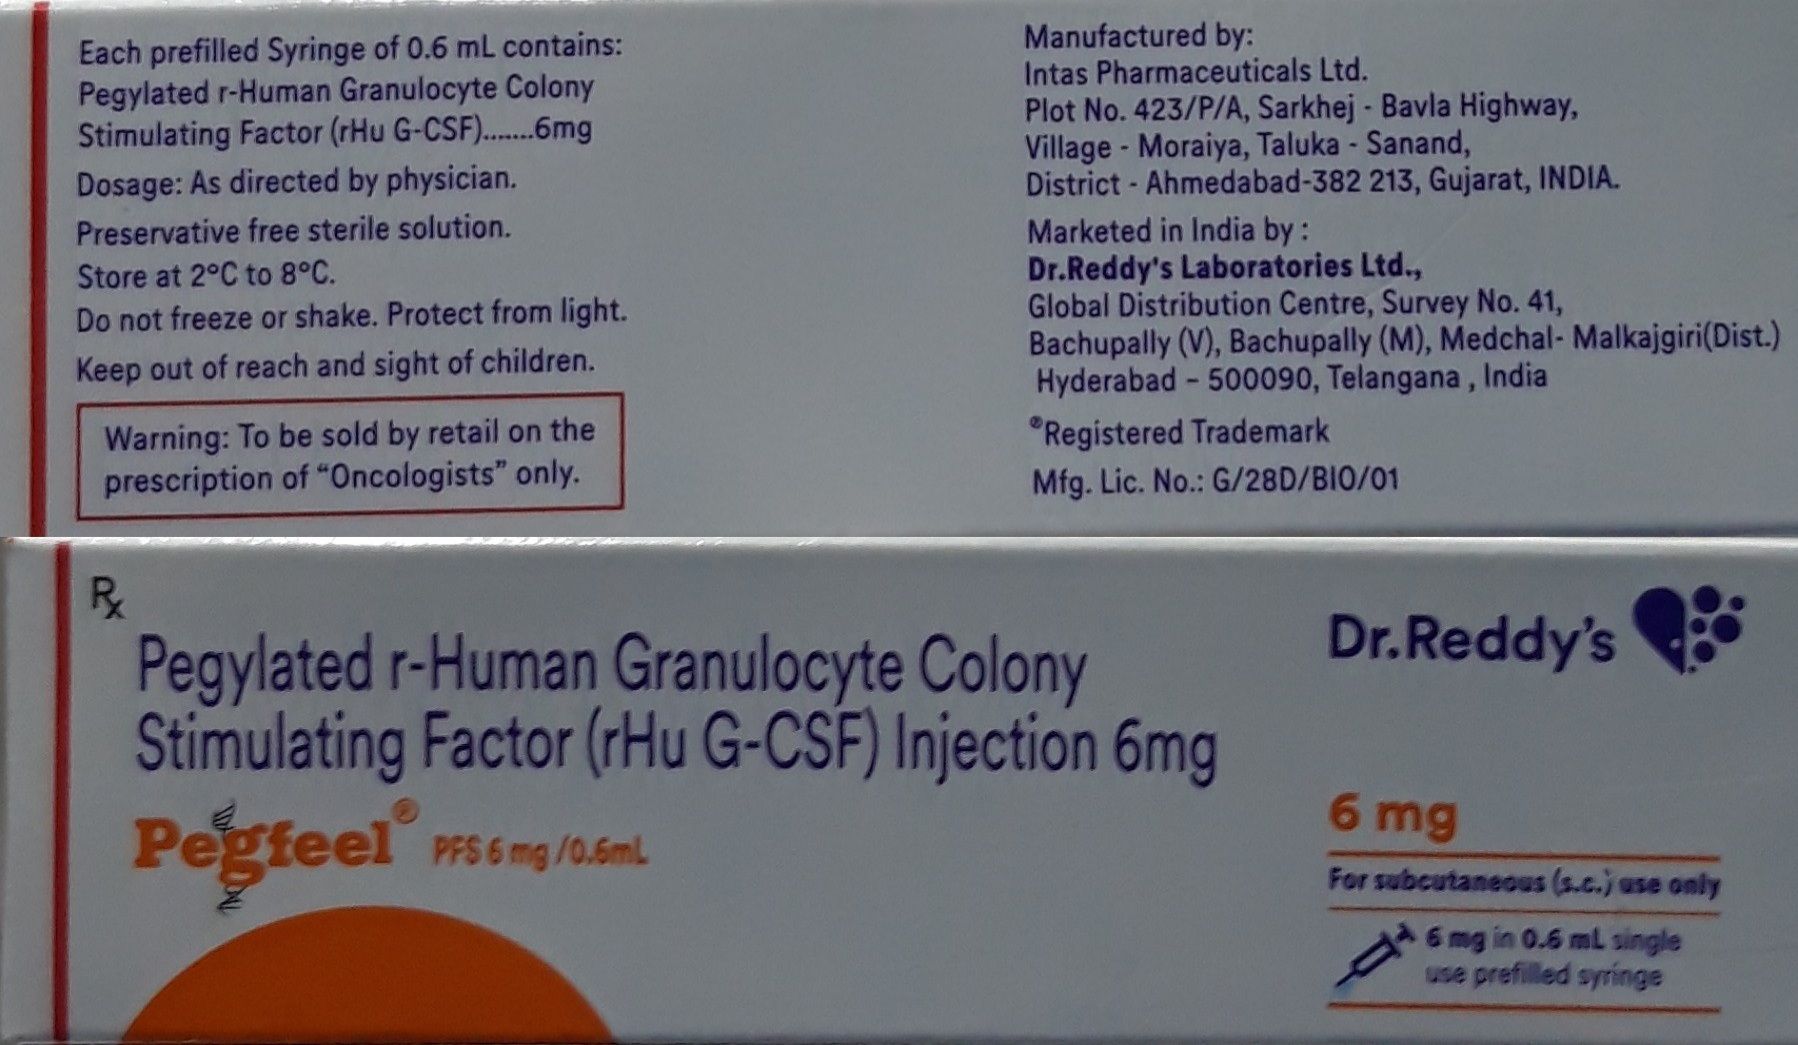 Each prefilled Syringe of 0.6 mL contains:
Pegylated r-Human Granulocyte Colony
Stimulating Factor (rHu G-CSF).......6mg
Dosage: As directed by physician.
Preservative free sterile solution.
Store at 2°C to 8°C.
Do not freeze or shake. Protect from light.
Keep out of reach and sight of children.
Warning: To be sold by retail on the
prescription of “Oncologists” only.
Manufactured by:
Intas Pharmaceuticals Ltd.
Plot No. 423/P/A, Sarkhej - Bavla Highway,
Village - Moraiya, Taluka - Sanand,
District - Ahmedabad-382 213, Gujarat, INDIA.
Marketed in India by :
Dr.Reddy's Laboratories Ltd.,
Global Distribution Centre, Survey No. 41,
Bachupally (V), Bachupally (M), Medchal- Malkajgiri(Dist.)
Hyderabad - 500090, Telangana , India
®Registered Trademark
Mfg. Lic. No.: G/28D/BIO/01
Rx
Pegylated r-Human Granulocyte Colony
Stimulating Factor (rHu G-CSF) Injection 6mg
Pegfeel® PFS 6 mg /0.6mL
Dr.Reddy’s
6 mg
For subcutaneous (s.c.) use only
6 mg in 0.6 mL single
use prefilled syringe